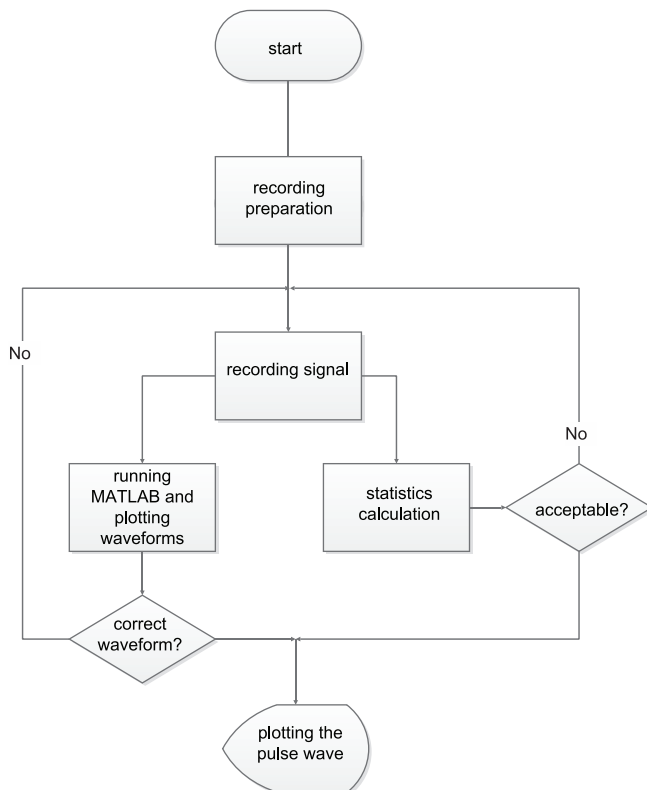 start
recording
preparation
No
recording signal
No
running
MATLAB and
plotting
waveforms
statistics
calculation
acceptable?
correct
waveform?
plotting the
pulse wave